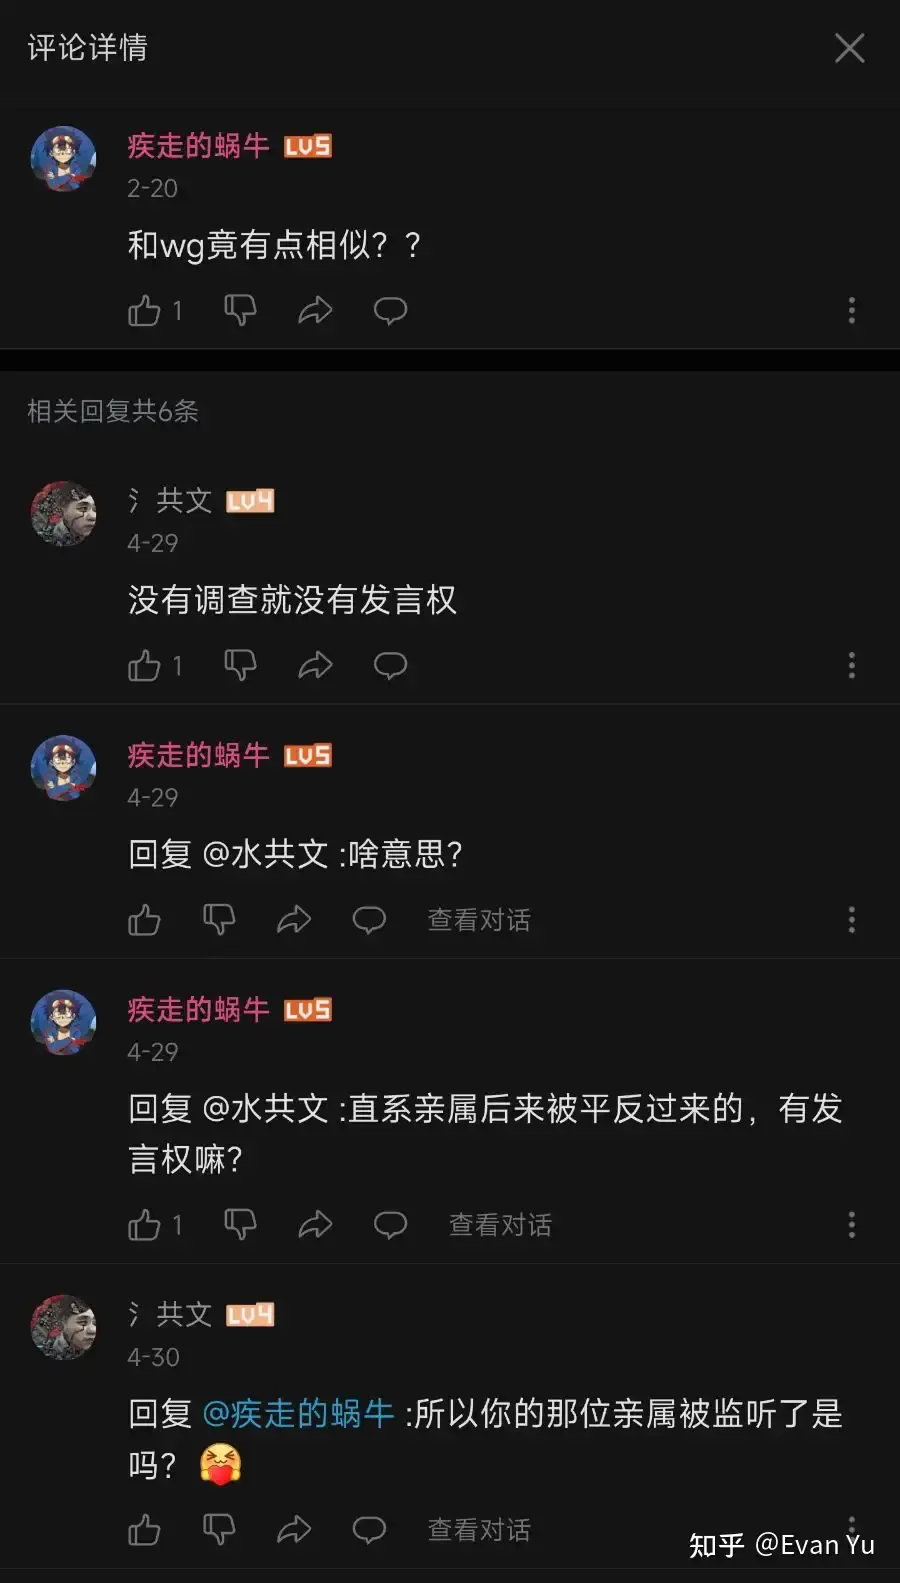 评论详情
疾走的蜗牛 LV5
2-20
和wg竟有点相似？？
1
相关回复共6条
氵共文 LV4
4-29
没有调查就没有发言权
1
疾走的蜗牛 LV5
4-29
回复 @水共文 :啥意思？
查看对话
疾走的蜗牛 LV5
4-29
回复 @水共文 :直系亲属后来被平反过来的，有发
言权嘛？
1 查看对话
氵共文 LV4
4-30
回复 @疾走的蜗牛 :所以你的那位亲属被监听了是
吗？
查看对话
知乎 @Evan Yu